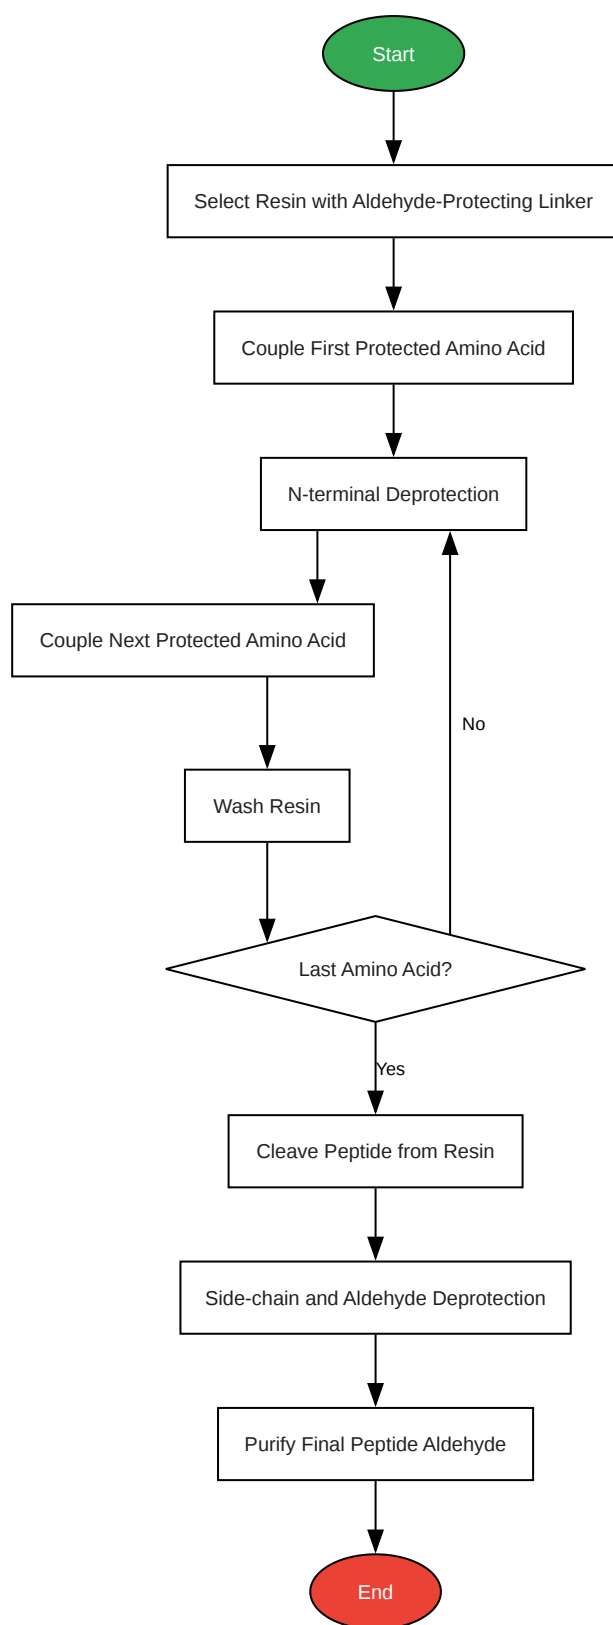 Start
Select Resin with Aldehyde-Protecting Linker
Couple First Protected Amino Acid
N-terminal Deprotection
Couple Next Protected Amino Acid
No
Wash Resin
Last Amino Acid?
Yes
Cleave Peptide from Resin
Side-chain and Aldehyde Deprotection
Purify Final Peptide Aldehyde
End